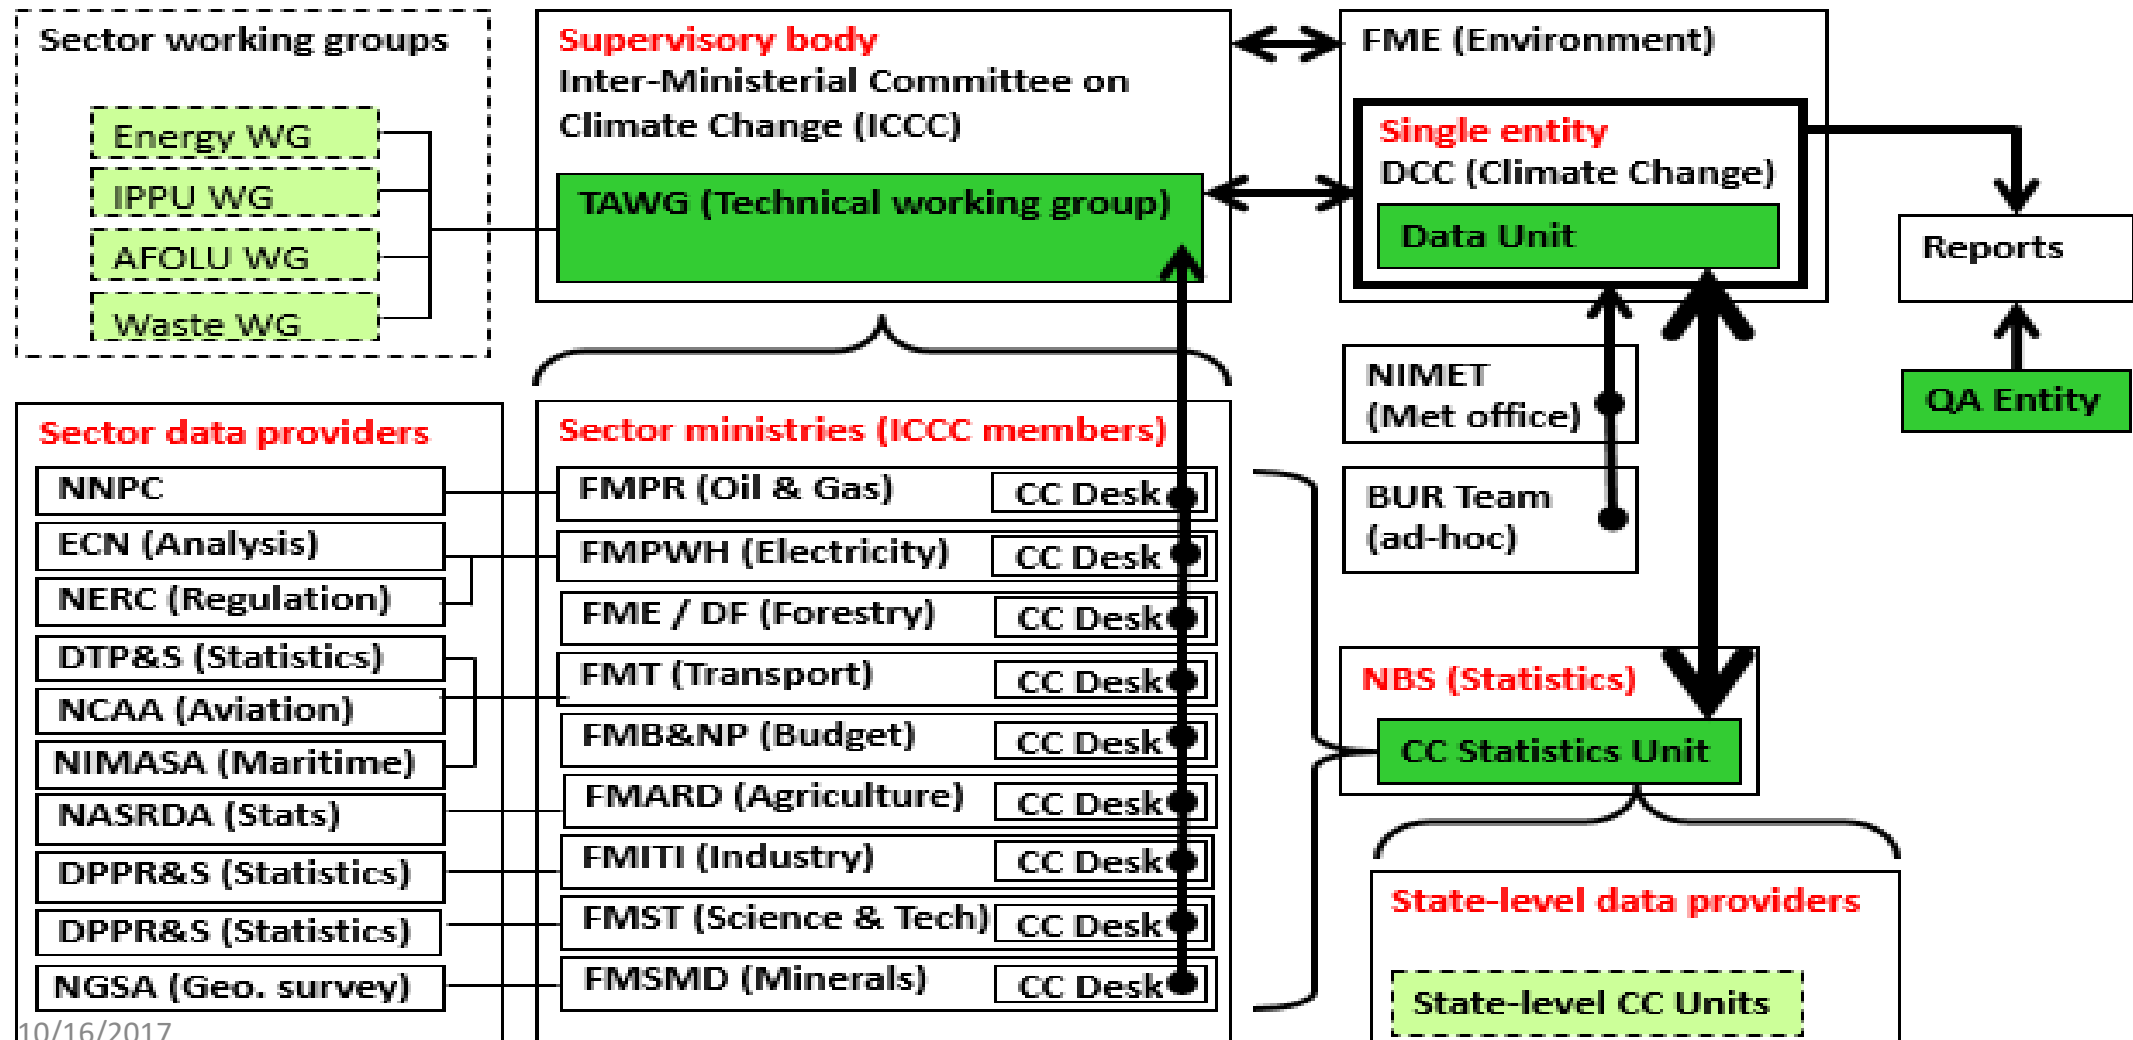 Sector working groups
Energy WG
IPPU WG
AFOLU WG
Waste WG
Supervisory body
Inter-Ministerial Committee on
Climate Change (ICCC)
TAWG (Technical working group)
FME (Environment)
Single entity
DCC (Climate Change)
Data Unit
Reports
QA Entity
NIMET
(Met office)
BUR Team
(ad-hoc)
Sector data providers
NNPC
ECN (Analysis)
NERC (Regulation)
DTP&S (Statistics)
NCAA (Aviation)
NIMASA (Maritime)
NASRDA (Stats)
DPPR&S (Statistics)
DPPR&S (Statistics)
NGSA (Geo. survey)
Sector ministries (ICCC members)
FMPR (Oil & Gas) CC Desk
FMPWH (Electricity) CC Desk
FME / DF (Forestry) CC Desk
FMT (Transport) CC Desk
FMB&NP (Budget) CC Desk
FMARD (Agriculture) CC Desk
FMITI (Industry) CC Desk
FMST (Science & Tech) CC Desk
FMSMD (Minerals) CC Desk
NBS (Statistics)
CC Statistics Unit
State-level data providers
State-level CC Units
10/16/2017